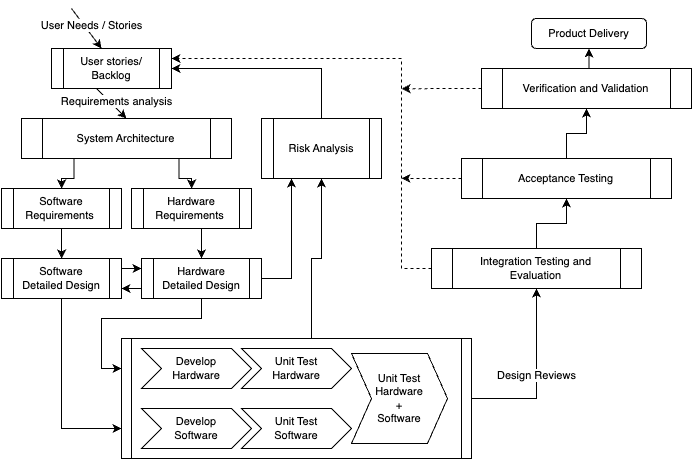 User Needs / Stories
User stories/
Backlog
Requirements analysis
System Architecture
Software
Requirements
Hardware
Requirements
Software
Detailed Design
Hardware
Detailed Design
Risk Analysis
Product Delivery
Verification and Validation
Acceptance Testing
Integration Testing and
Evaluation
Design Reviews
Develop
Hardware
Unit Test
Hardware
Develop
Software
Unit Test
Software
Unit Test
Hardware
+
Software